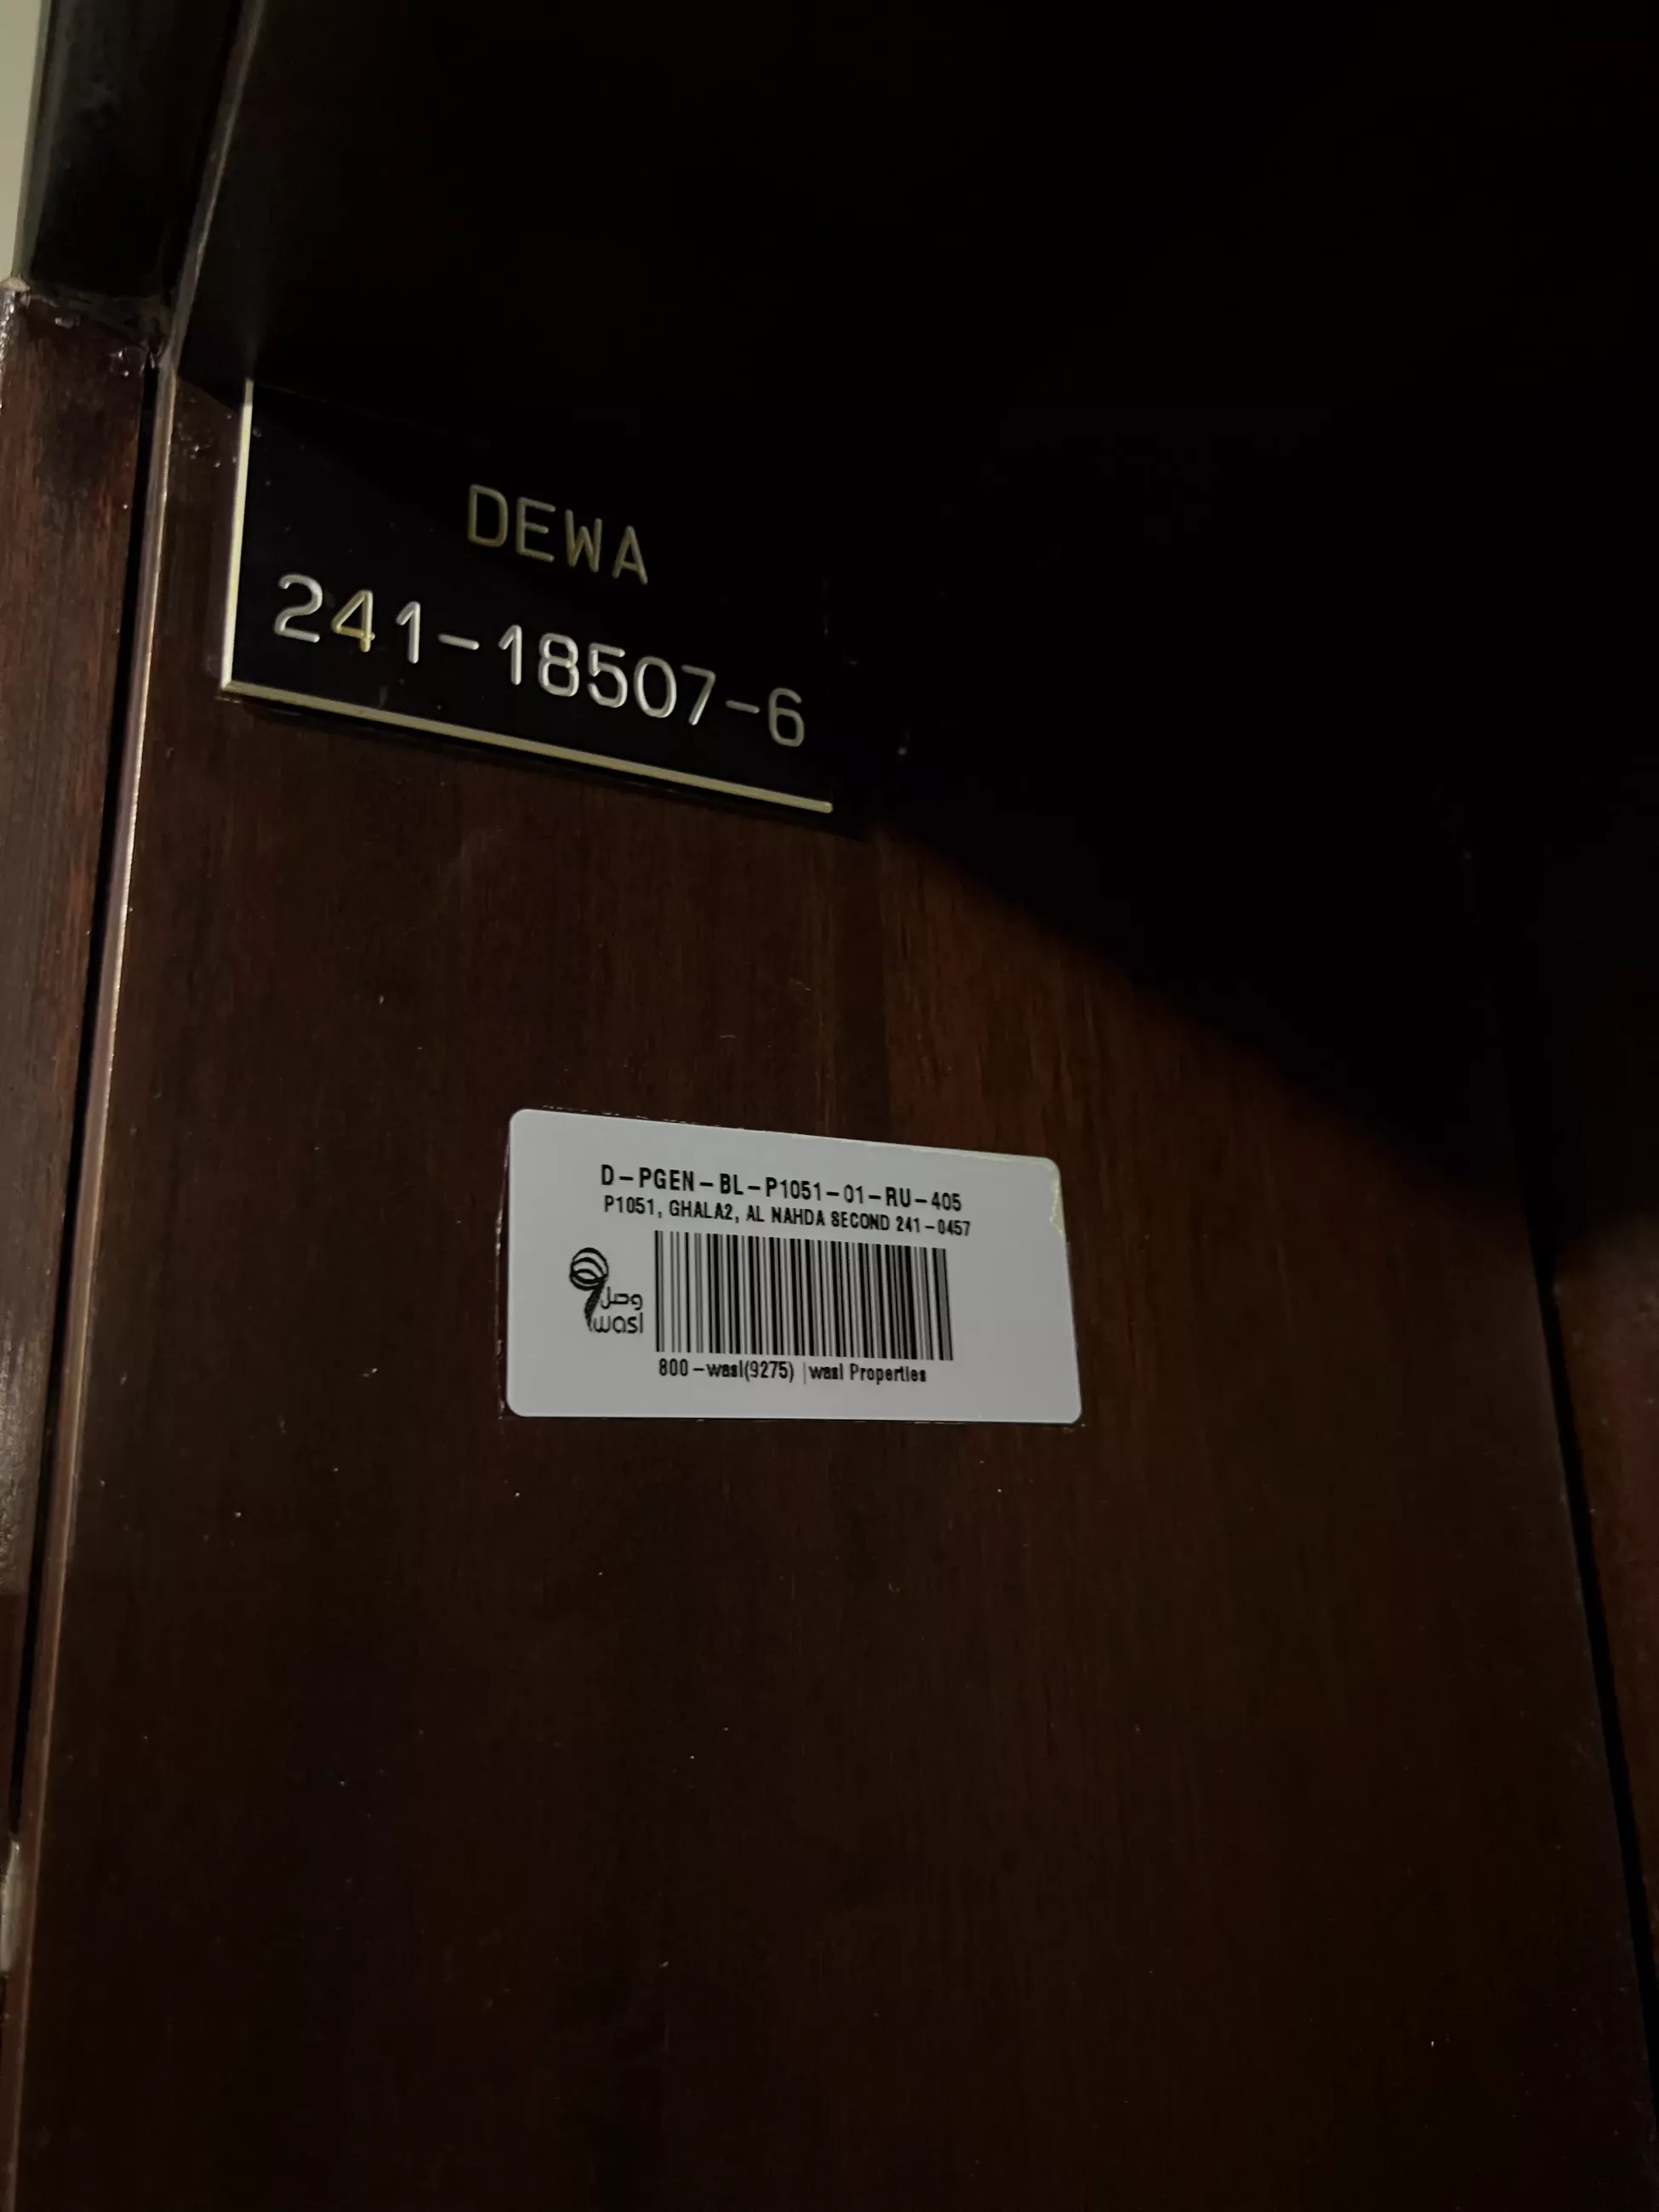 DEWA
241-18507-6
D-PGEN-BL-P1051-01-RU-405
P1051, GHALA2, AL NAHDA SECOND 241-0457
وصل
wasl
800-wasl(9275) |wasl Properties